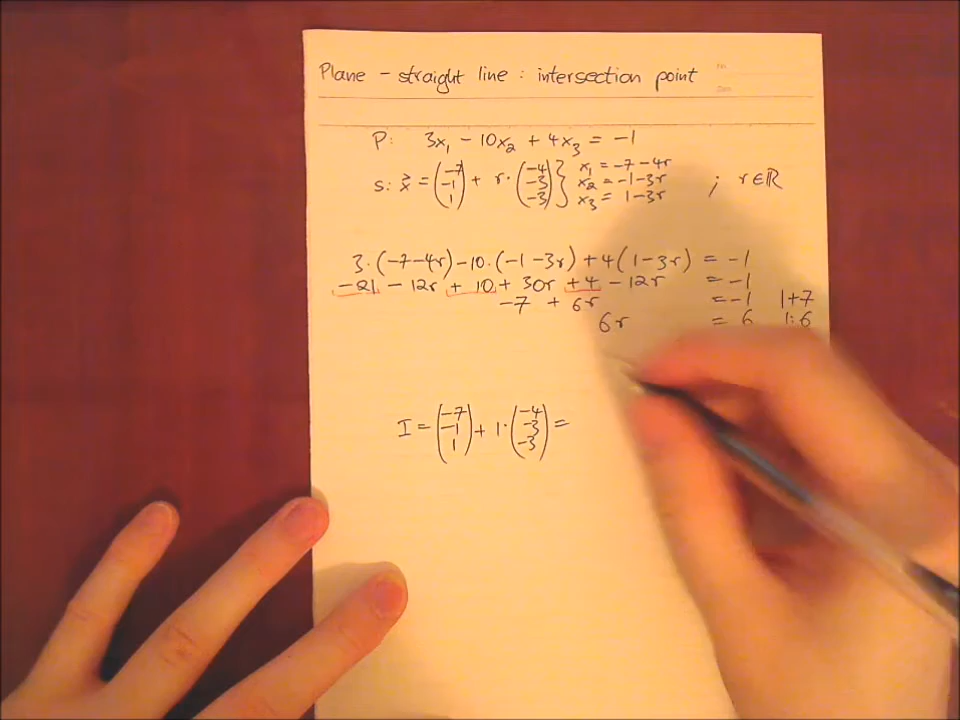 Plane - straight line : intersection point
P: 3x₁ - 10x₂ + 4x₃ = -1
s: x⃗ = (-7 -1 1) + r · (-4 -3 -3) } x₁ = -7 - 4r
x₂ = -1 - 3r ; r∈ℝ
x₃ = 1 - 3r
3·(-7-4r) - 10·(-1-3r) + 4(1-3r) = -1
-21 - 12r + 10 + 30r + 4 - 12r = -1
-7 + 6r = -1 |+7
6r = 6 |:6
I = (-7 -1 1) + 1· (-4 -3 -3) =